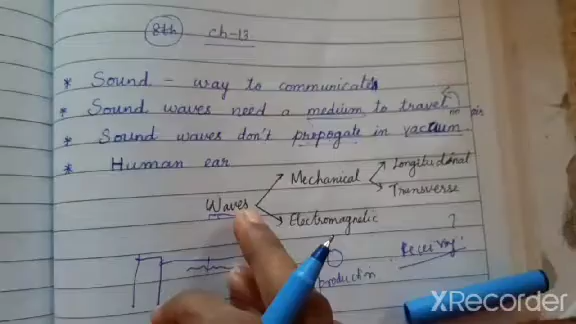 8th ch-13
* Sound - way to communicate
* Sound waves need a medium to travel air
* Sound waves don't propogate in vacuum.
* Human ear
Longitudinal
Mechanical
Transverse
Waves
Electromagnetic
?
Receiving.
production
XRecorder